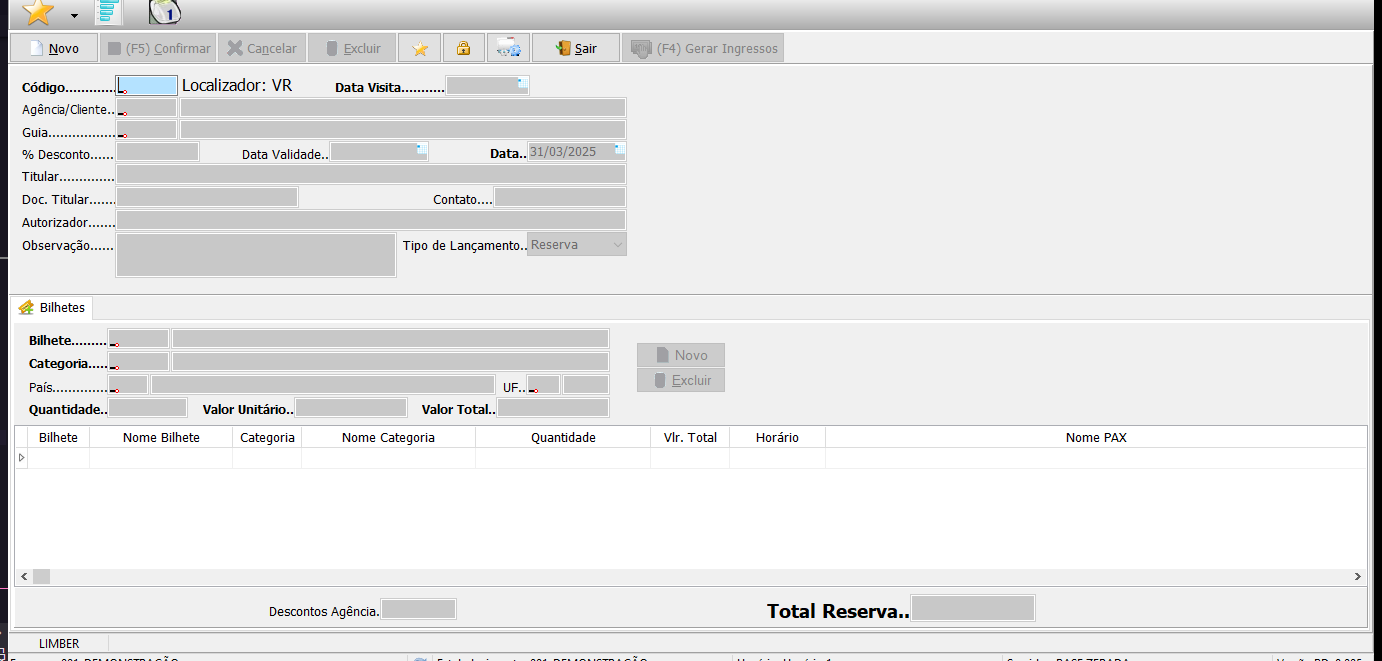 1
Novo (F5) Confirmar Cancelar Excluir Sair (F4) Gerar Ingressos
Código............ Localizador: VR Data Visita...........
Agência/Cliente..
Guia.................
% Desconto...... Data Validade.. Data.. 31/03/2025
Titular..............
Doc. Titular....... Contato....
Autorizador.......
Observação...... Tipo de Lançamento.. Reserva
Bilhetes
Bilhete.........
Categoria..... Novo
País............. UF.. Excluir
Quantidade.. Valor Unitário.. Valor Total..
Bilhete Nome Bilhete Categoria Nome Categoria Quantidade Vlr. Total Horário Nome PAX
Descontos Agência. Total Reserva..
LIMBER